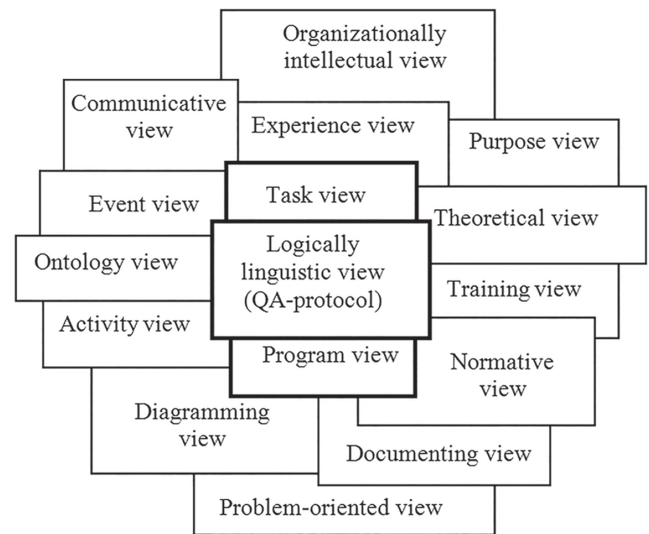 Organizationally
intellectual view
Communicative
view
Experience view
Purpose view
Event view
Task view
Theoretical view
Ontology view
Logically
linguistic view
(QA-protocol)
Training view
Activity view
Program view
Normative
view
Diagramming
view
Documenting view
Problem-oriented view